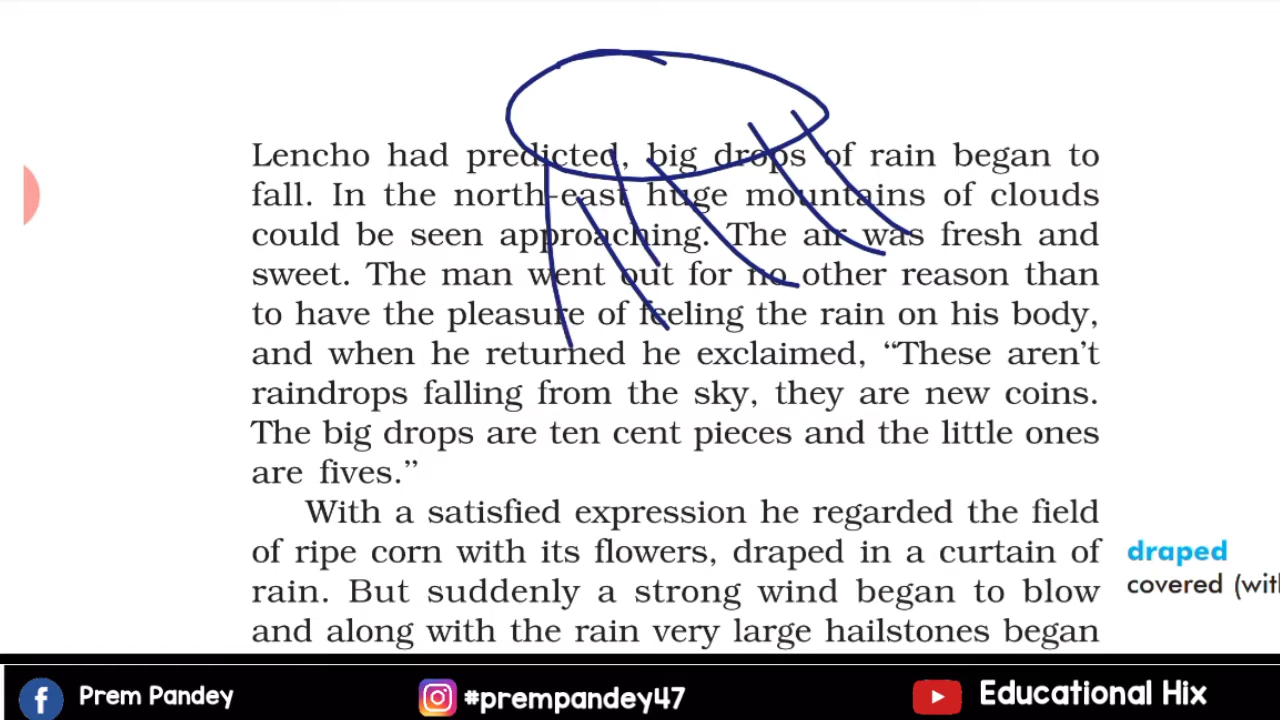 Lencho had predicted, big drops of rain began to
fall. In the north-east huge mountains of clouds
could be seen approaching. The air was fresh and
sweet. The man went out for no other reason than
to have the pleasure of feeling the rain on his body,
and when he returned he exclaimed, “These aren’t
raindrops falling from the sky, they are new coins.
The big drops are ten cent pieces and the little ones
are fives.”
With a satisfied expression he regarded the field
of ripe corn with its flowers, draped in a curtain of
rain. But suddenly a strong wind began to blow
and along with the rain very large hailstones began
draped
covered (with
Prem Pandey
#prempandey47
Educational Hix